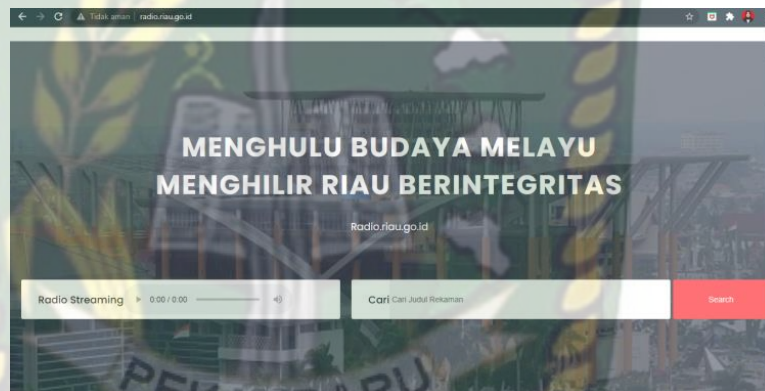 Tidak aman | radio.riau.go.id
MENGHULU BUDAYA MELAYU
MENGHILIR RIAU BERINTEGRITAS
Radio.riau.go.id
Radio Streaming 0:00 / 0:00
Cari Cari Judul Rekaman
Search